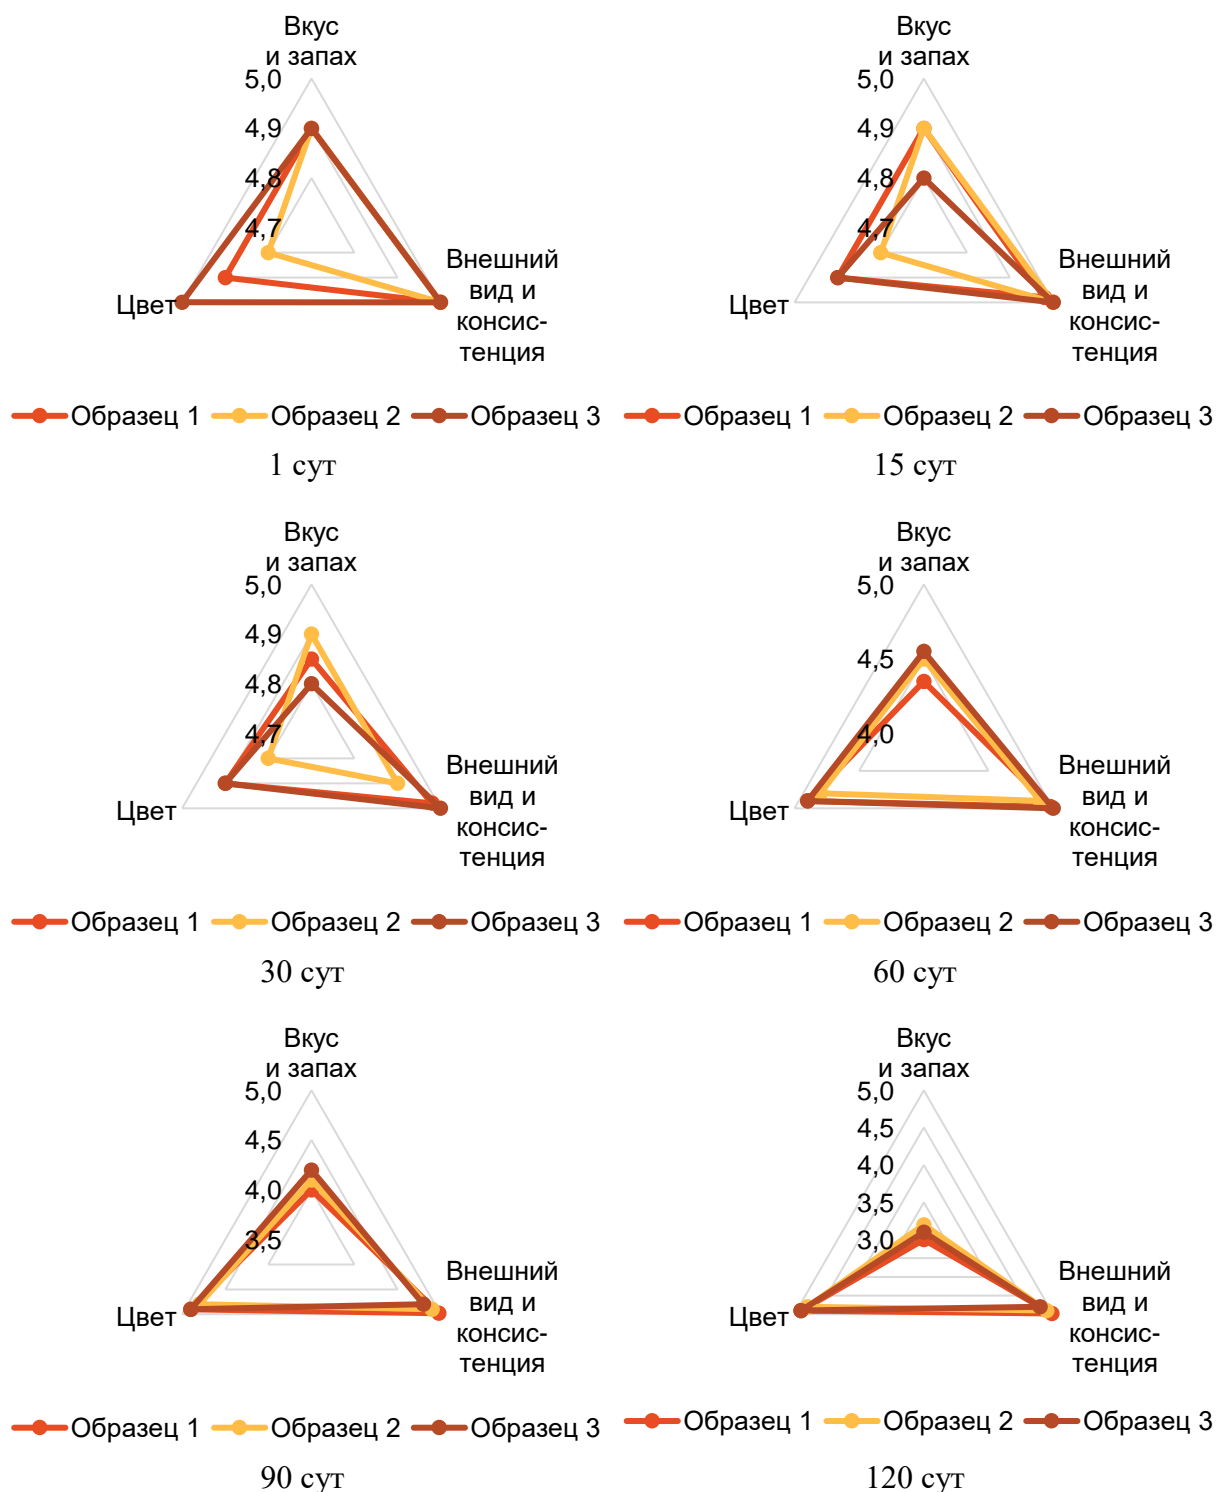 Вкус
и запах
5,0
4,9
4,8
4,7
Внешний
вид и
консис-
тенция
Цвет
Образец 1 Образец 2 Образец 3
1 сут
Вкус
и запах
5,0
4,9
4,8
4,7
Внешний
вид и
консис-
тенция
Цвет
Образец 1 Образец 2 Образец 3
15 сут
Вкус
и запах
5,0
4,9
4,8
4,7
Внешний
вид и
консис-
тенция
Цвет
Образец 1 Образец 2 Образец 3
30 сут
Вкус
и запах
5,0
4,5
4,0
Внешний
вид и
консис-
тенция
Цвет
Образец 1 Образец 2 Образец 3
60 сут
Вкус
и запах
5,0
4,5
4,0
3,5
Внешний
вид и
консис-
тенция
Цвет
Образец 1 Образец 2 Образец 3
90 сут
Вкус
и запах
5,0
4,5
4,0
3,5
3,0
Внешний
вид и
консис-
тенция
Цвет
Образец 1 Образец 2 Образец 3
120 сут